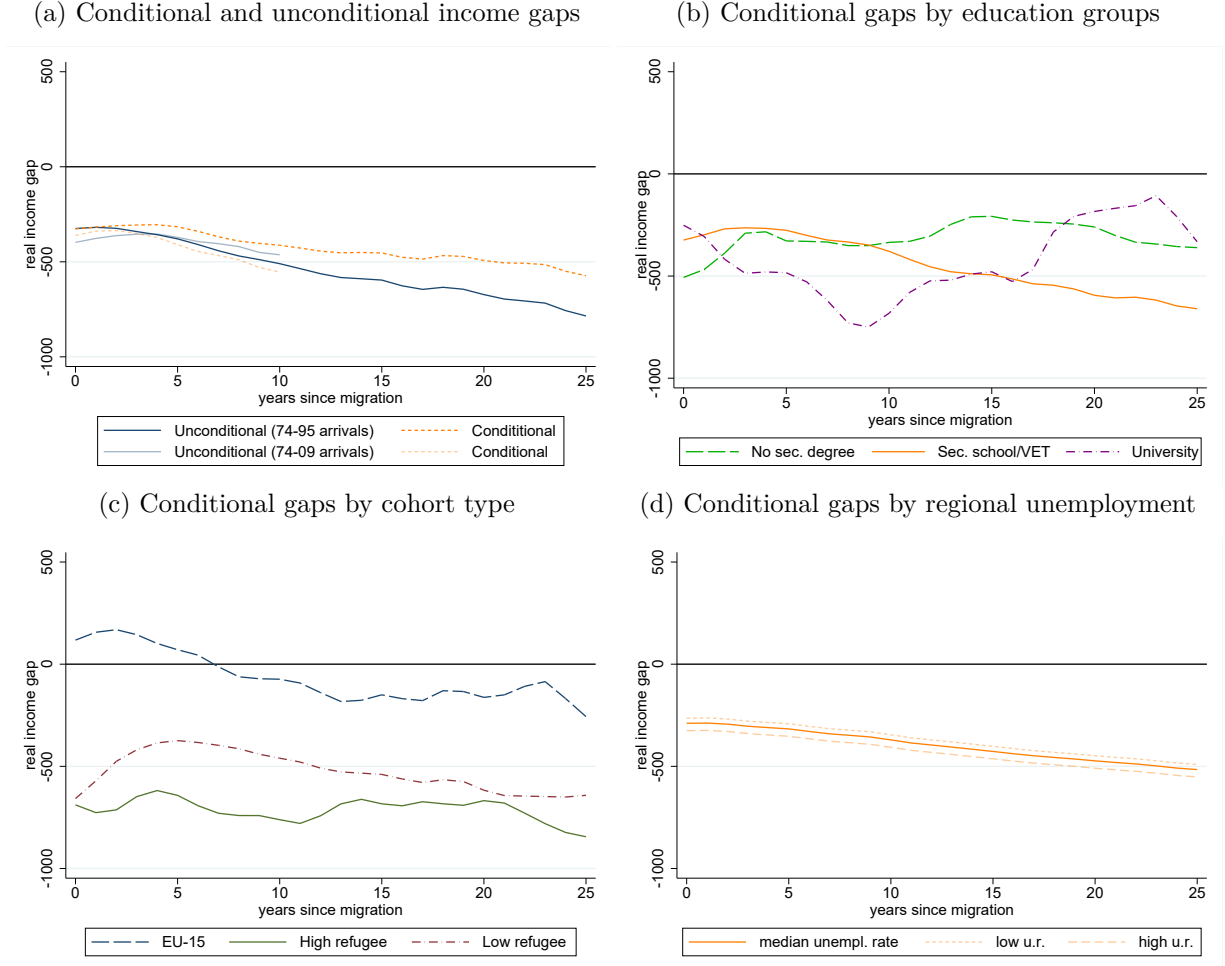 (a) Conditional and unconditional income gaps
500
0
-500
-1000
real income gap
0 5 10 15 20 25
years since migration
Unconditional (74-95 arrivals) Condititional
Unconditional (74-09 arrivals) Conditional
(b) Conditional gaps by education groups
500
0
-500
-1000
real income gap
0 5 10 15 20 25
years since migration
No sec. degree Sec. school/VET University
(c) Conditional gaps by cohort type
500
0
-500
-1000
real income gap
0 5 10 15 20 25
years since migration
EU-15 High refugee Low refugee
(d) Conditional gaps by regional unemployment
500
0
-500
-1000
real income gap
0 5 10 15 20 25
years since migration
median unempl. rate low u.r. high u.r.